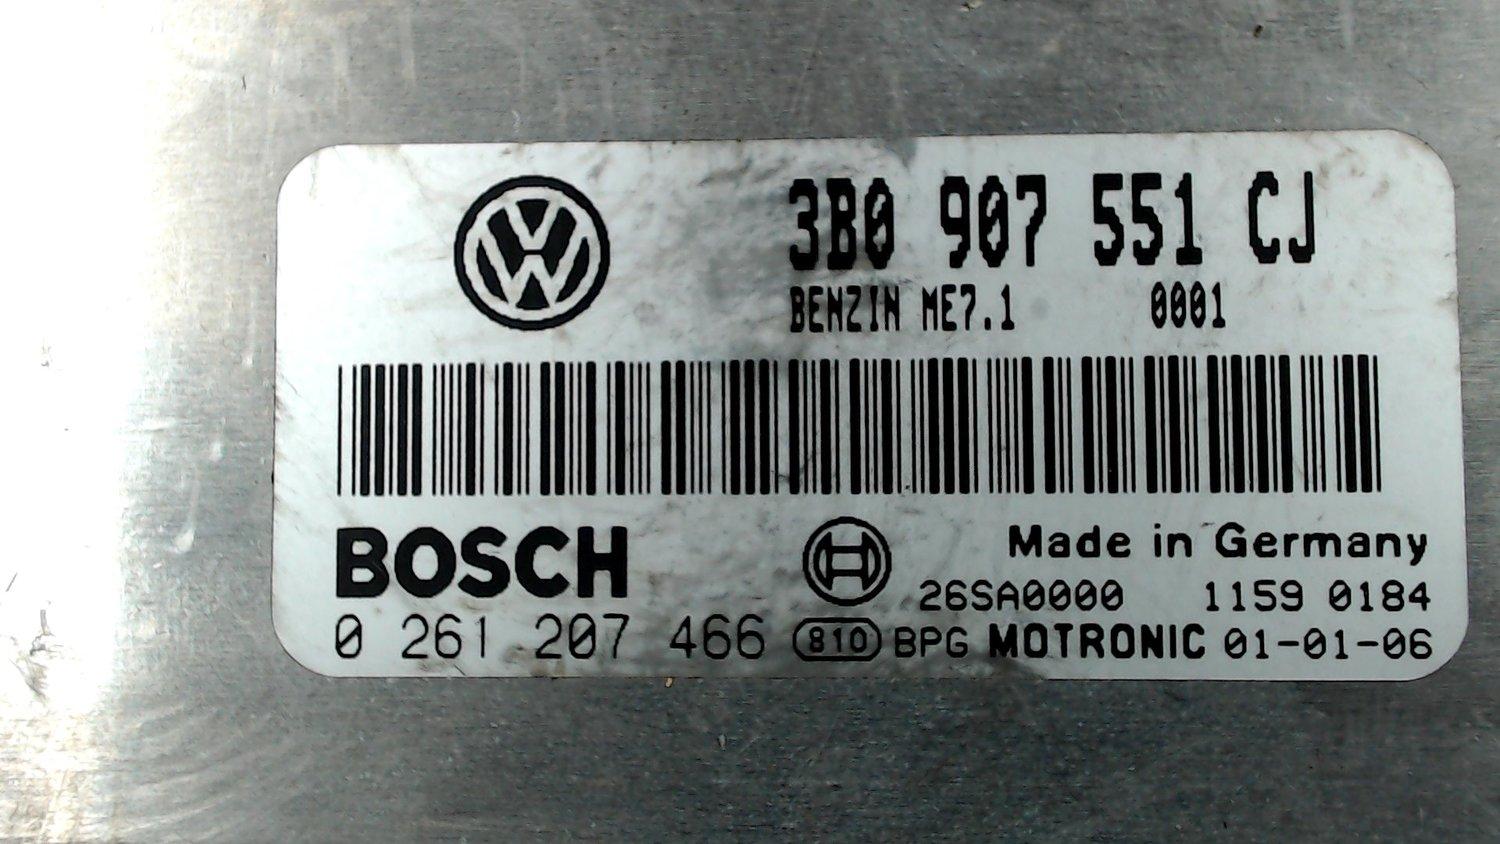 3B0 907 551 CJ
BENZIN ME7.1 0001
BOSCH
Made in Germany
26SA0000 1159 0184
0 261 207 466 810 BPG MOTRONIC 01-01-06